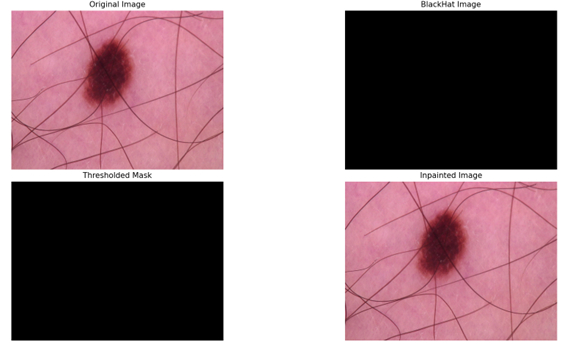 Original Image
BlackHat Image
Thresholded Mask
Inpainted Image